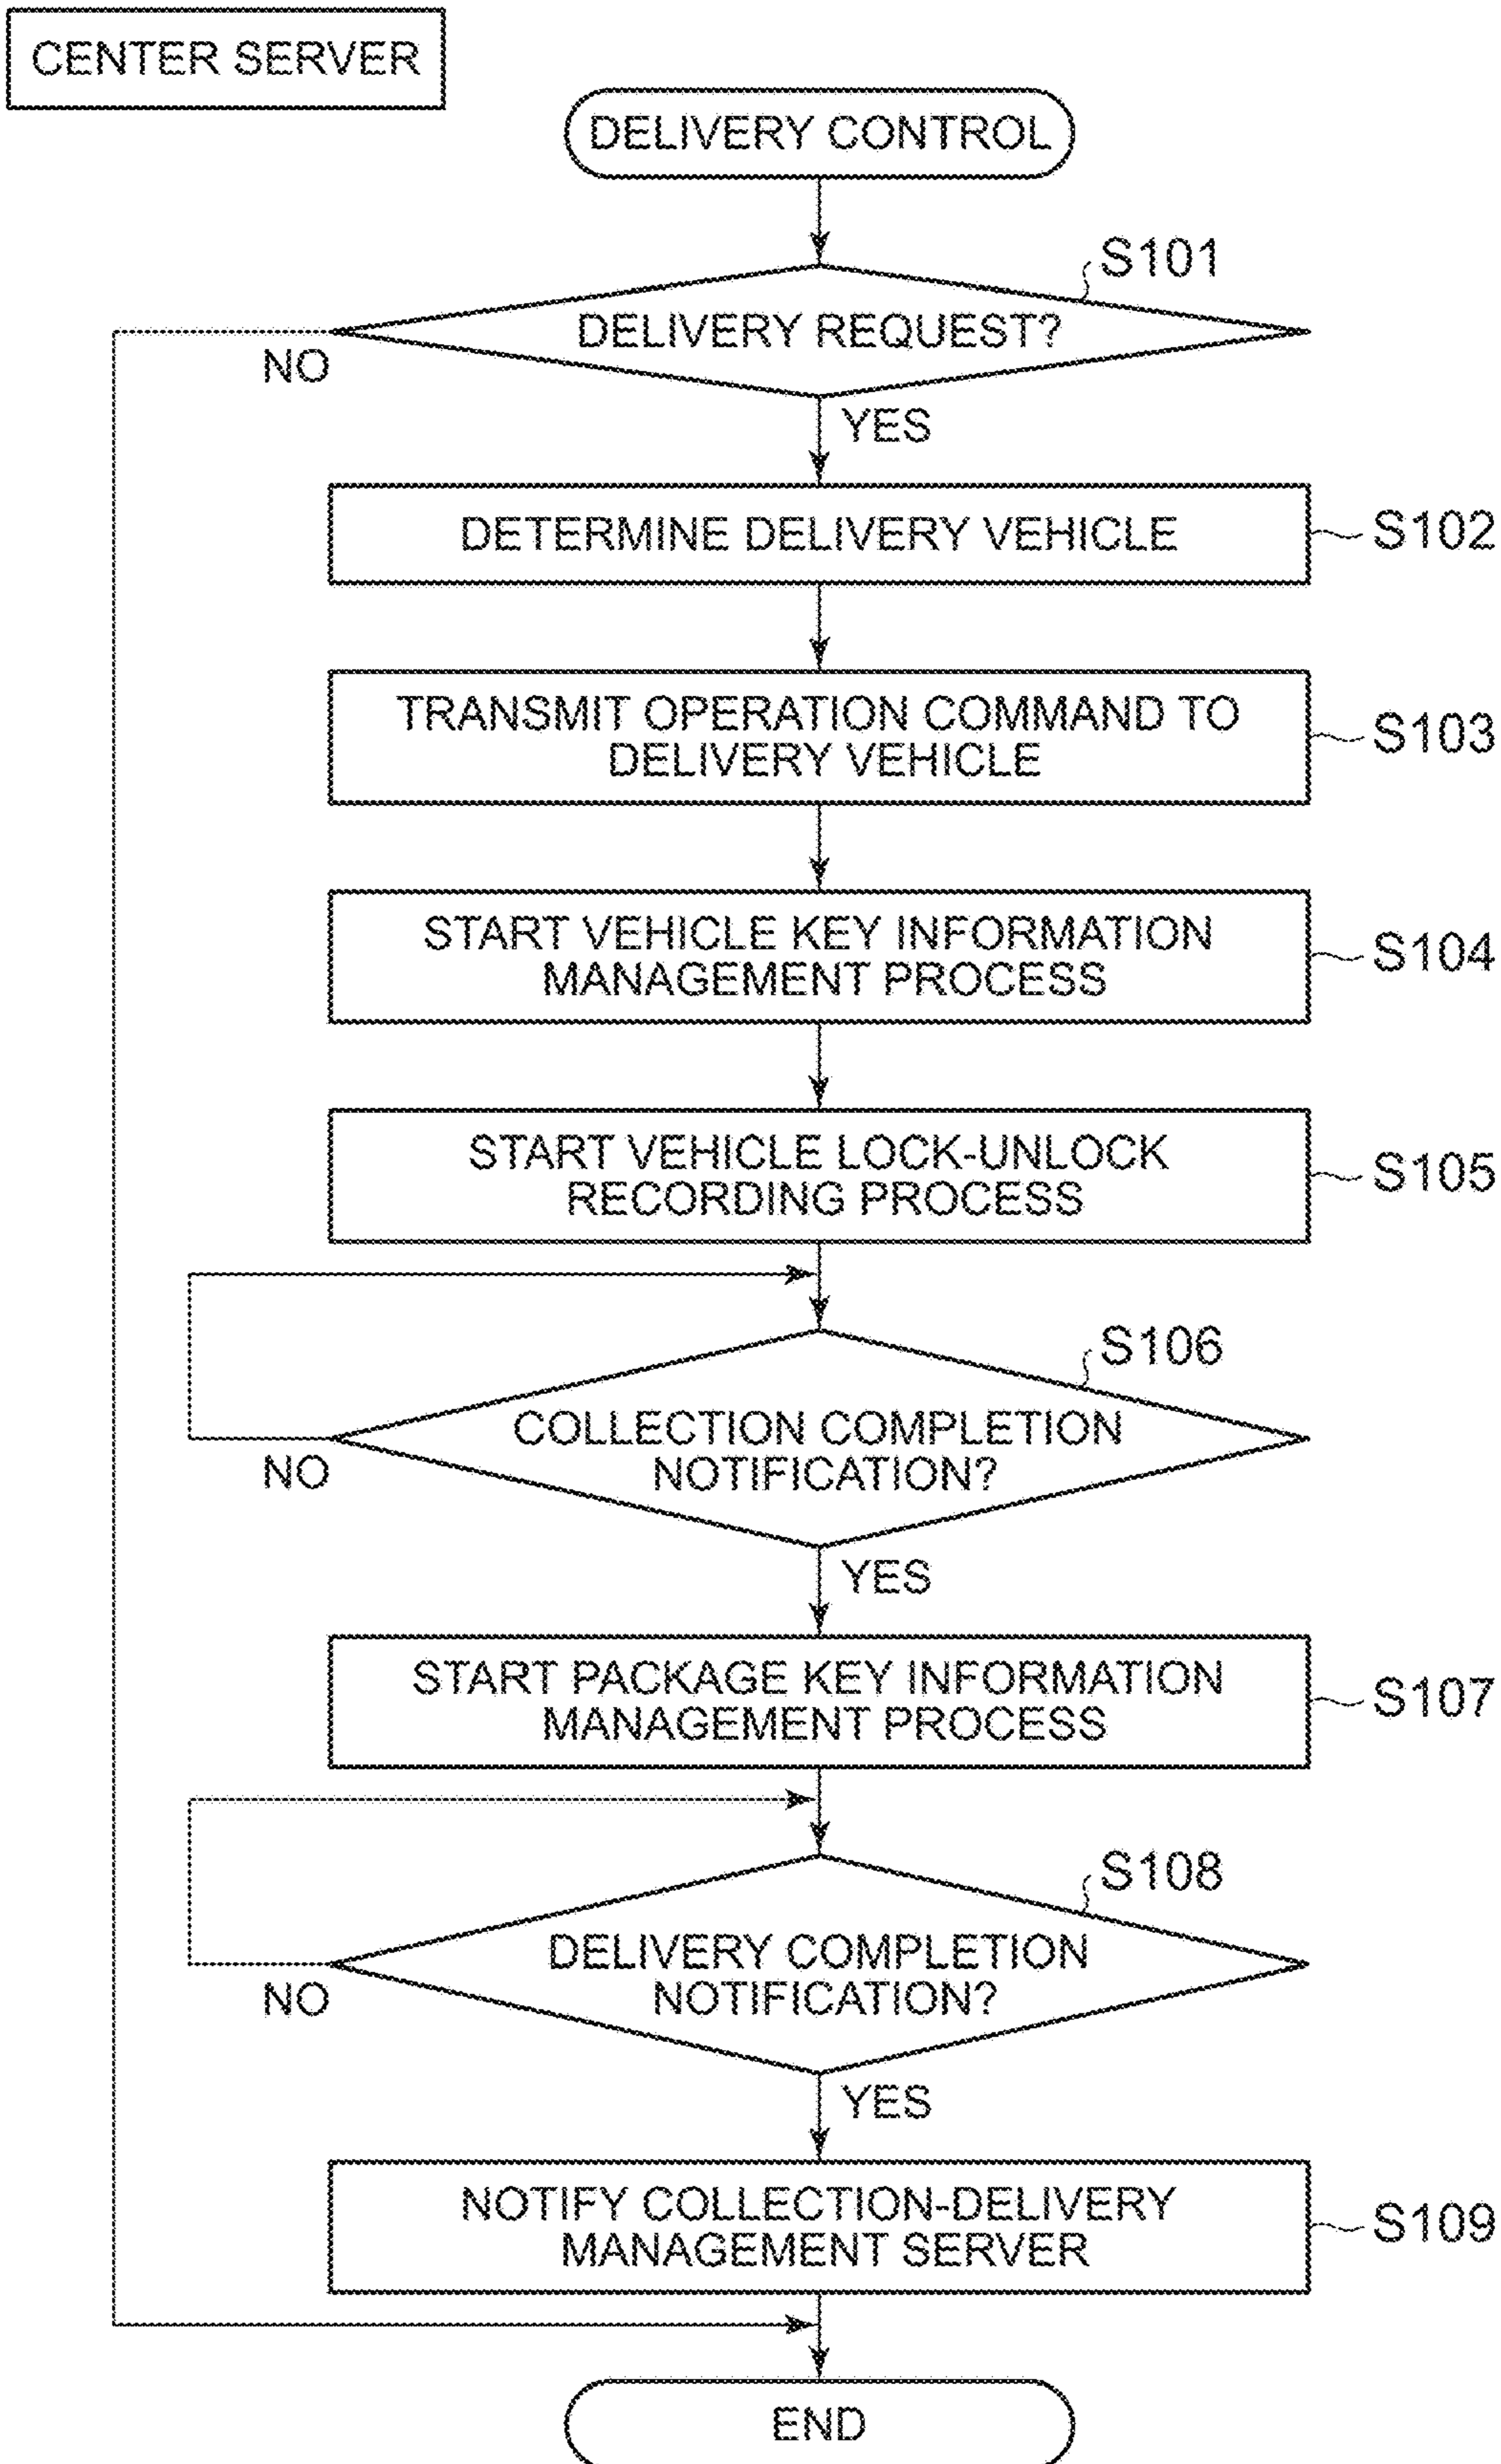 CENTER SERVER
DELIVERY CONTROL
S101
DELIVERY REQUEST?
NO
YES
DETERMINE DELIVERY VEHICLE
S102
TRANSMIT OPERATION COMMAND TO
DELIVERY VEHICLE
S103
START VEHICLE KEY INFORMATION
MANAGEMENT PROCESS
S104
START VEHICLE LOCK-UNLOCK
RECORDING PROCESS
S105
S106
COLLECTION COMPLETION
NOTIFICATION?
NO
YES
START PACKAGE KEY INFORMATION
MANAGEMENT PROCESS
S107
S108
DELIVERY COMPLETION
NOTIFICATION?
NO
YES
NOTIFY COLLECTION-DELIVERY
MANAGEMENT SERVER
S109
END